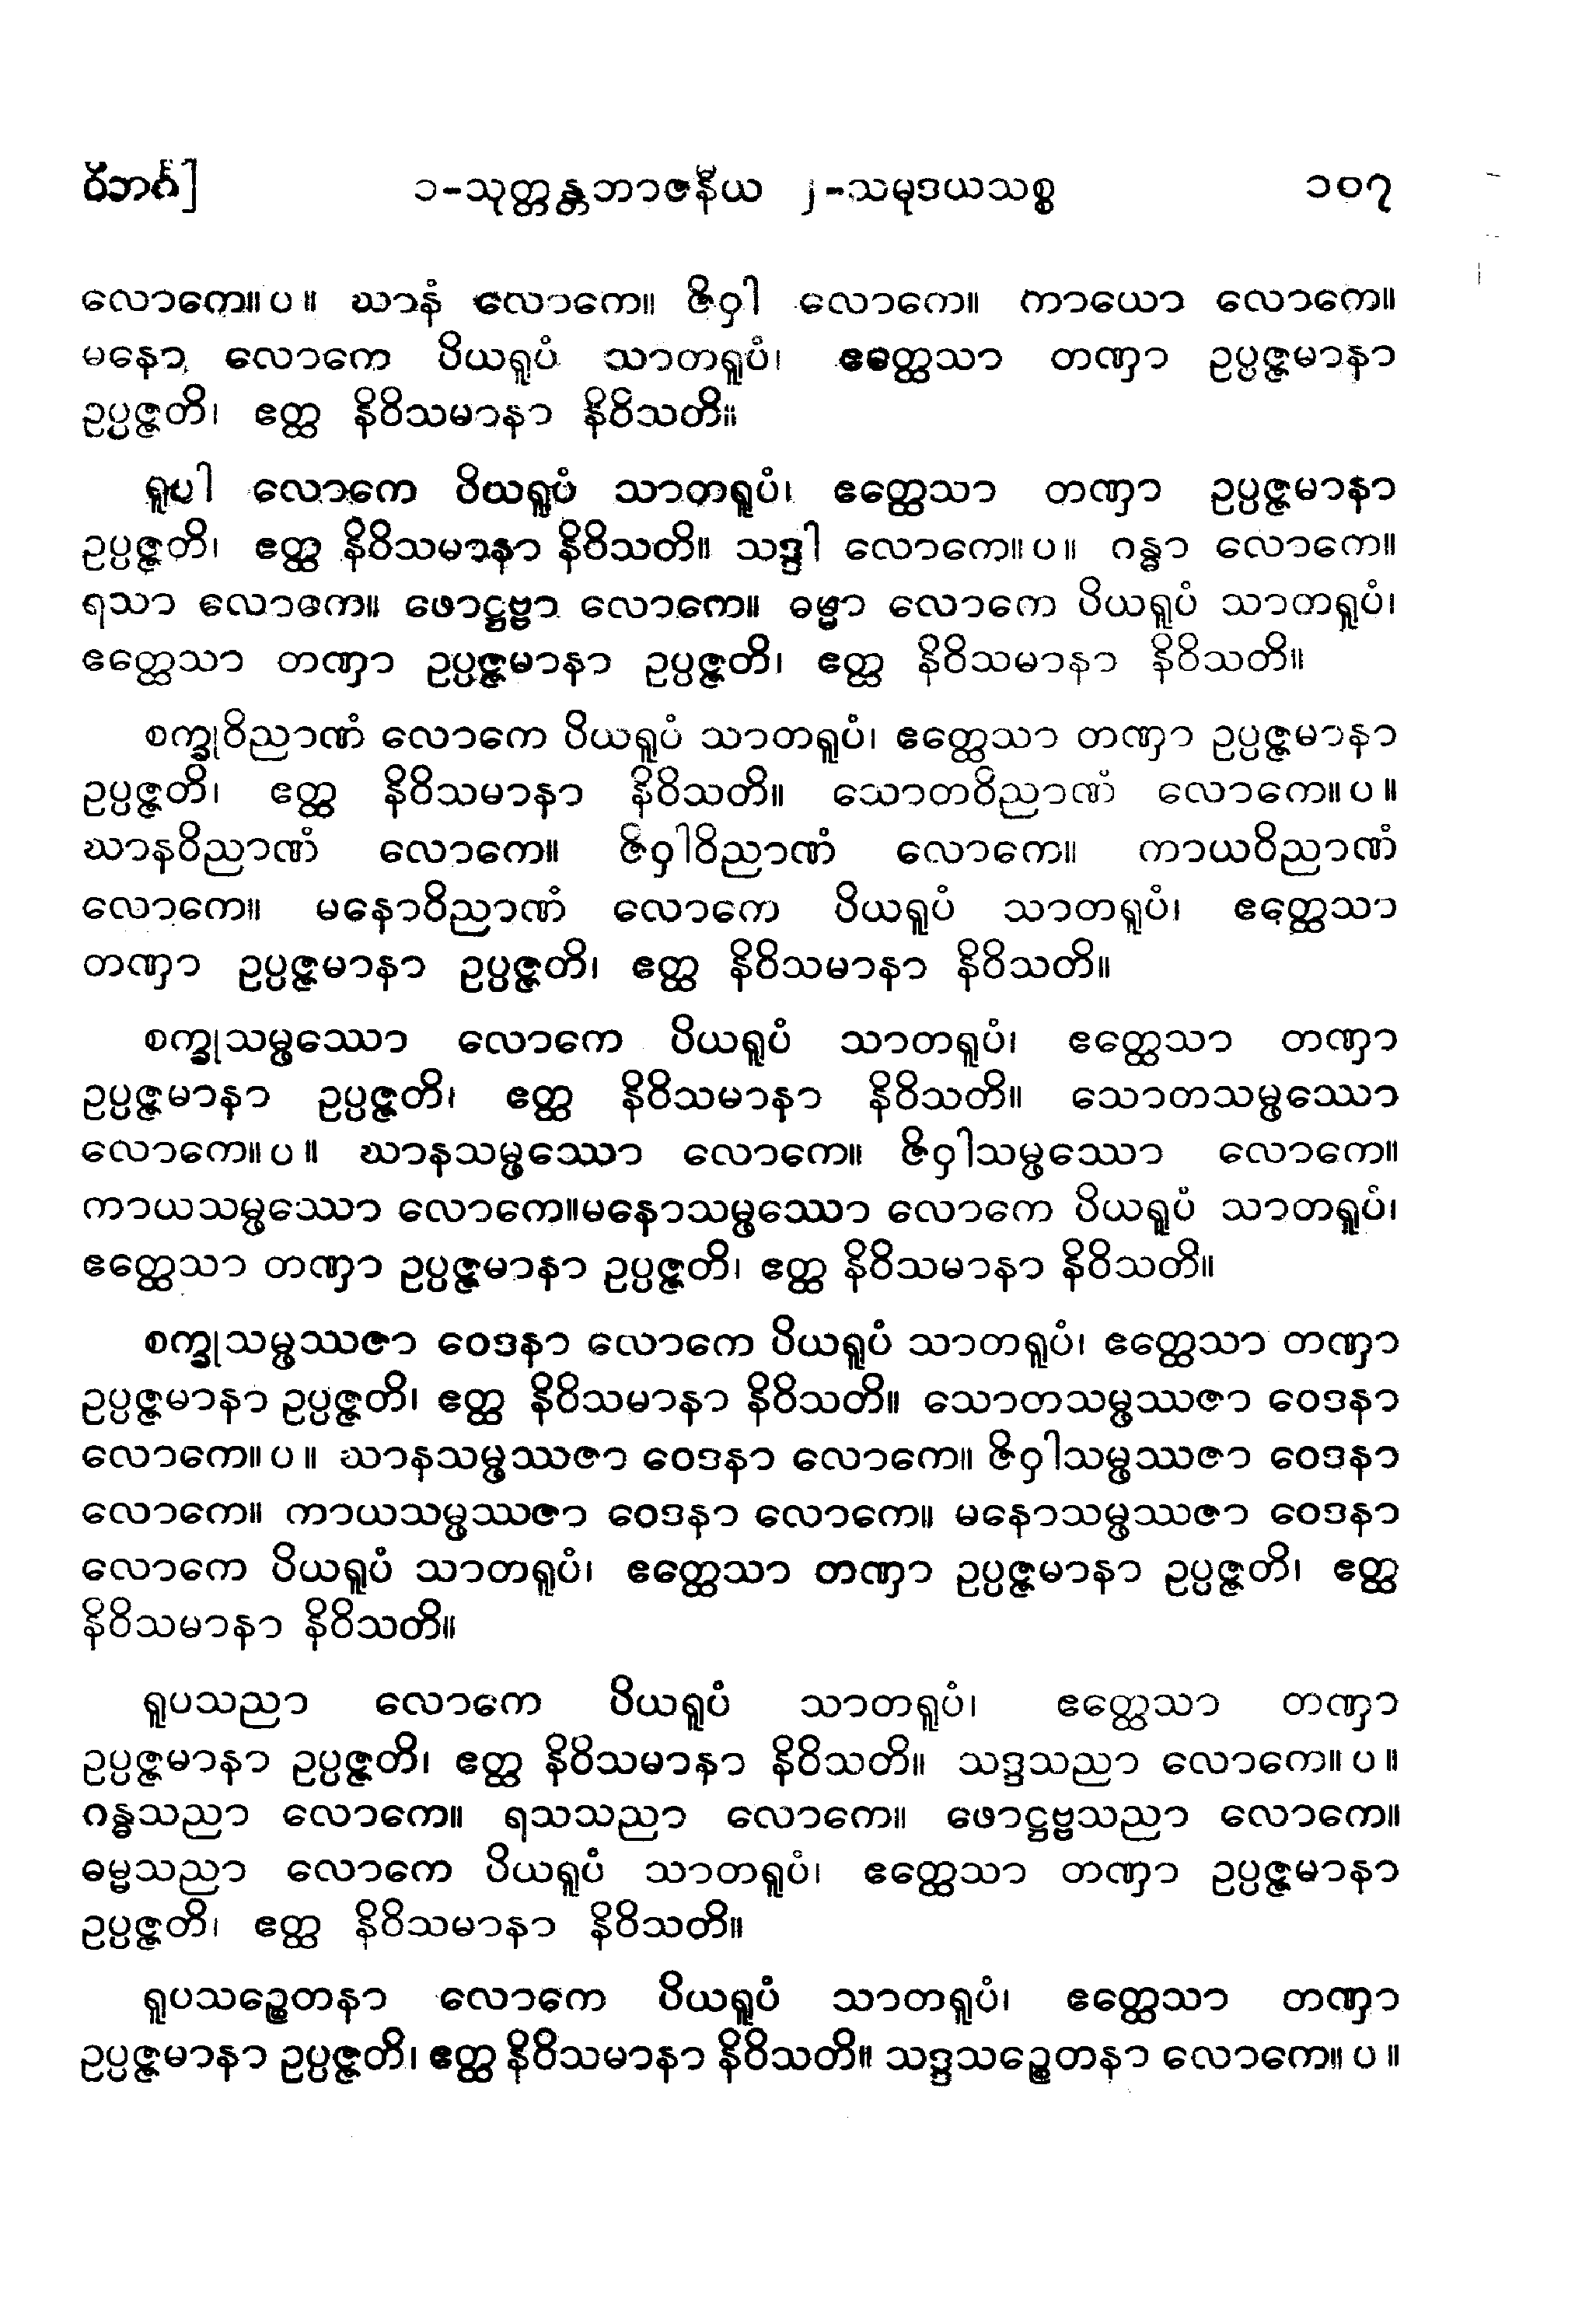 ဝိဘင်္ဂ]
၁-သုတ္တန္တဘာဇနီယ ၂-သမုဒယသစ္စ
၁၀၇
လောကေ။ပ။ ဃာနံ လောကေ။ ဇိဝှါ လောကေ။ ကာယော လောကေ။
မနော လောကေ ပိယရူပံ သာတရူပံ၊ ဧတ္ထေသာ တဏှာ ဥပ္ပဇ္ဇမာနာ
ဥပ္ပဇ္ဇတိ၊ ဧတ္ထ နိဝိသမာနာ နိဝိသတိ။
ရူပါ လောကေ ပိယရူပံ သာတရူပံ၊ ဧတ္ထေသာ တဏှာ ဥပ္ပဇ္ဇမာနာ
ဥပ္ပဇ္ဇတိ၊ ဧတ္ထ နိဝိသမာနာ နိဝိသတိ။ သဒ္ဒါ လောကေ။ပ။ ဂန္ဓာ လောကေ။
ရသာ လောကေ။ ဖောဋ္ဌဗ္ဗာ လောကေ။ ဓမ္မာ လောကေ ပိယရူပံ သာတရူပံ၊
ဧတ္ထေသာ တဏှာ ဥပ္ပဇ္ဇမာနာ ဥပ္ပဇ္ဇတိ၊ ဧတ္ထ နိဝိသမာနာ နိဝိသတိ။
စက္ခုဝိညာဏံ လောကေ ပိယရူပံ သာတရူပံ၊ ဧတ္ထေသာ တဏှာ ဥပ္ပဇ္ဇမာနာ
ဥပ္ပဇ္ဇတိ၊ ဧတ္ထ နိဝိသမာနာ နိဝိသတိ။ သောတဝိညာဏံ လောကေ။ပ။
ဃာနဝိညာဏံ လောကေ။ ဇိဝှါဝိညာဏံ လောကေ။ ကာယဝိညာဏံ
လောကေ။ မနောဝိညာဏံ လောကေ ပိယရူပံ သာတရူပံ၊ ဧတ္ထေသာ
တဏှာ ဥပ္ပဇ္ဇမာနာ ဥပ္ပဇ္ဇတိ၊ ဧတ္ထ နိဝိသမာနာ နိဝိသတိ။
စက္ခုသမ္ဖဿော လောကေ ပိယရူပံ သာတရူပံ၊ ဧတ္ထေသာ တဏှာ
ဥပ္ပဇ္ဇမာနာ ဥပ္ပဇ္ဇတိ၊ ဧတ္ထ နိဝိသမာနာ နိဝိသတိ။ သောတသမ္ဖဿော
လောကေ။ပ။ ဃာနသမ္ဖဿော လောကေ။ ဇိဝှါသမ္ဖဿော လောကေ။
ကာယသမ္ဖဿော လောကေ။မနောသမ္ဖဿော လောကေ ပိယရူပံ သာတရူပံ၊
ဧတ္ထေသာ တဏှာ ဥပ္ပဇ္ဇမာနာ ဥပ္ပဇ္ဇတိ၊ ဧတ္ထ နိဝိသမာနာ နိဝိသတိ။
စက္ခုသမ္ဖဿဇာ ဝေဒနာ လောကေ ပိယရူပံ သာတရူပံ၊ ဧတ္ထေသာ တဏှာ
ဥပ္ပဇ္ဇမာနာ ဥပ္ပဇ္ဇတိ၊ ဧတ္ထ နိဝိသမာနာ နိဝိသတိ။ သောတသမ္ဖဿဇာ ဝေဒနာ
လောကေ။ပ။ ဃာနသမ္ဖဿဇာ ဝေဒနာ လောကေ။ ဇိဝှါသမ္ဖဿဇာ ဝေဒနာ
လောကေ။ ကာယသမ္ဖဿဇာ ဝေဒနာ လောကေ။ မနောသမ္ဖဿဇာ ဝေဒနာ
လောကေ ပိယရူပံ သာတရူပံ၊ ဧတ္ထေသာ တဏှာ ဥပ္ပဇ္ဇမာနာ ဥပ္ပဇ္ဇတိ၊ ဧတ္ထ
နိဝိသမာနာ နိဝိသတိ။
ရူပသညာ လောကေ ပိယရူပံ သာတရူပံ၊ ဧတ္ထေသာ တဏှာ
ဥပ္ပဇ္ဇမာနာ ဥပ္ပဇ္ဇတိ၊ ဧတ္ထ နိဝိသမာနာ နိဝိသတိ။ သဒ္ဒသညာ လောကေ။ပ။
ဂန္ဓသညာ လောကေ။ ရသသညာ လောကေ။ ဖောဋ္ဌဗ္ဗသညာ လောကေ။
ဓမ္မသညာ လောကေ ပိယရူပံ သာတရူပံ၊ ဧတ္ထေသာ တဏှာ ဥပ္ပဇ္ဇမာနာ
ဥပ္ပဇ္ဇတိ၊ ဧတ္ထ နိဝိသမာနာ နိဝိသတိ။
ရူပသဉ္စေတနာ လောကေ ပိယရူပံ သာတရူပံ၊ ဧတ္ထေသာ တဏှာ
ဥပ္ပဇ္ဇမာနာ ဥပ္ပဇ္ဇတိ၊ ဧတ္ထ နိဝိသမာနာ နိဝိသတိ။ သဒ္ဒသဉ္စေတနာ လောကေ။ပ။